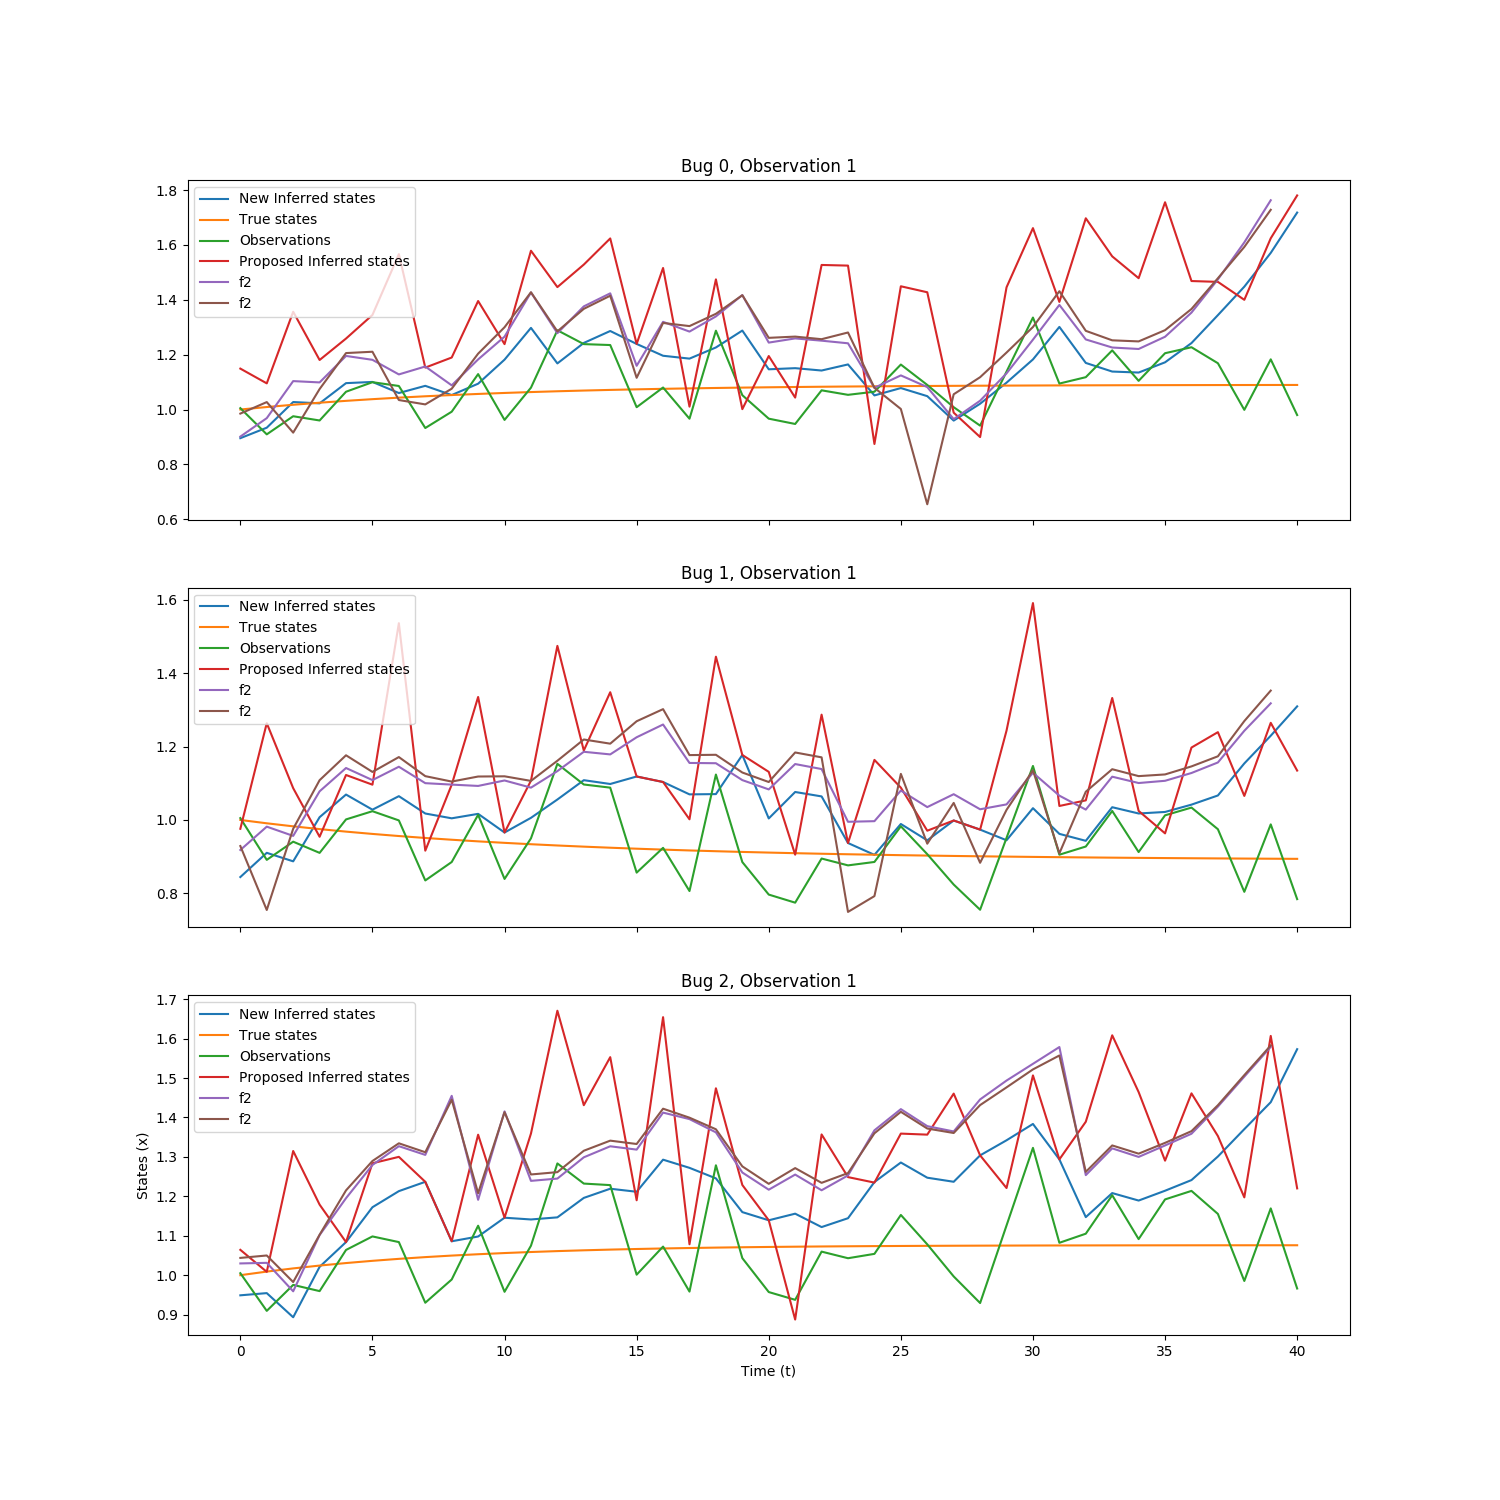 Bug 0, Observation 1
1.8
1.6
1.4
1.2
1.0
0.8
0.6
New Inferred states
True states
Observations
Proposed Inferred states
f2
f2
Bug 1, Observation 1
1.6
1.4
1.2
1.0
0.8
New Inferred states
True states
Observations
Proposed Inferred states
f2
f2
Bug 2, Observation 1
1.7
1.6
1.5
1.4
1.3
1.2
1.1
1.0
0.9
States (x)
New Inferred states
True states
Observations
Proposed Inferred states
f2
f2
0 5 10 15 20 25 30 35 40
Time (t)